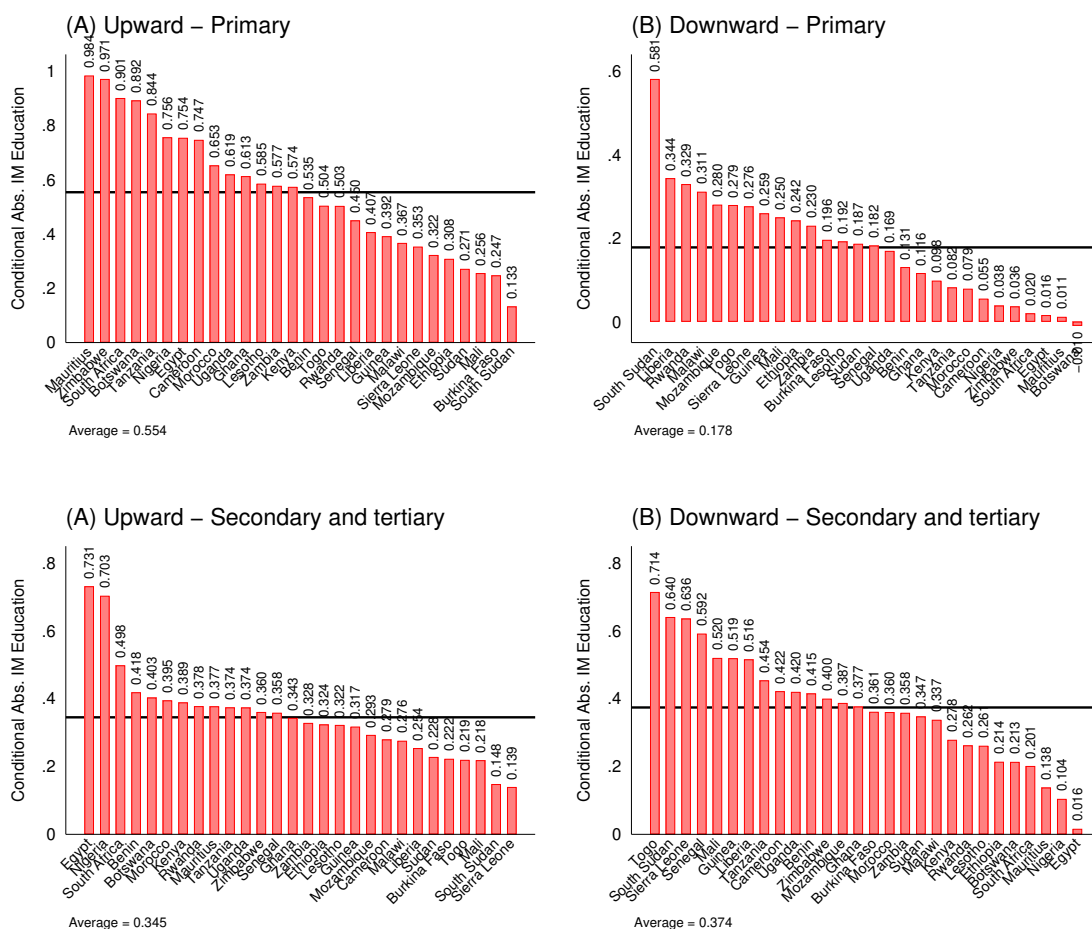 (A) Upward – Primary
Conditional Abs. IM Education
1
.8
.6
.4
.2
0
0.984
0.971
0.901
0.892
0.844
0.756
0.754
0.747
0.653
0.619
0.613
0.585
0.577
0.574
0.535
0.504
0.503
0.450
0.407
0.392
0.367
0.353
0.322
0.308
0.271
0.256
0.247
0.133
Mauritius
Zimbabwe
South Africa
Botswana
Tanzania
Nigeria
Egypt
Cameroon
Morocco
Uganda
Ghana
Lesotho
Zambia
Kenya
Benin
Togo
Rwanda
Senegal
Liberia
Guinea
Malawi
Sierra Leone
Mozambique
Ethiopia
Sudan
Mali
Burkina Faso
South Sudan
Average = 0.554
(B) Downward – Primary
Conditional Abs. IM Education
.6
.4
.2
0
0.581
0.344
0.329
0.311
0.280
0.279
0.276
0.259
0.250
0.242
0.230
0.196
0.192
0.187
0.182
0.169
0.131
0.116
0.098
0.082
0.079
0.055
0.038
0.036
0.020
0.016
0.011
−0.010
South Sudan
Liberia
Rwanda
Malawi
Mozambique
Togo
Sierra Leone
Guinea
Mali
Ethiopia
Zambia
Burkina Faso
Lesotho
Sudan
Senegal
Uganda
Benin
Ghana
Kenya
Tanzania
Morocco
Cameroon
Nigeria
Zimbabwe
South Africa
Egypt
Mauritius
Botswana
Average = 0.178
(A) Upward – Secondary and tertiary
Conditional Abs. IM Education
.8
.6
.4
.2
0
0.731
0.703
0.498
0.418
0.403
0.395
0.389
0.378
0.377
0.374
0.374
0.360
0.358
0.343
0.328
0.324
0.322
0.317
0.293
0.279
0.276
0.254
0.228
0.222
0.219
0.218
0.148
0.139
Egypt
Nigeria
South Africa
Benin
Botswana
Morocco
Kenya
Rwanda
Mauritius
Tanzania
Uganda
Zimbabwe
Senegal
Ghana
Zambia
Ethiopia
Lesotho
Guinea
Mozambique
Cameroon
Malawi
Liberia
Sudan
Burkina Faso
Togo
Mali
South Sudan
Sierra Leone
Average = 0.345
(B) Downward – Secondary and tertiary
Conditional Abs. IM Education
.8
.6
.4
.2
0
0.714
0.640
0.636
0.592
0.520
0.519
0.516
0.454
0.422
0.420
0.415
0.400
0.387
0.377
0.361
0.360
0.358
0.347
0.337
0.278
0.262
0.261
0.214
0.213
0.201
0.138
0.104
0.016
Togo
South Sudan
Sierra Leone
Senegal
Mali
Guinea
Liberia
Tanzania
Cameroon
Uganda
Benin
Zimbabwe
Mozambique
Ghana
Burkina Faso
Morocco
Zambia
Sudan
Malawi
Kenya
Rwanda
Lesotho
Ethiopia
Botswana
South Africa
Mauritius
Nigeria
Egypt
Average = 0.374